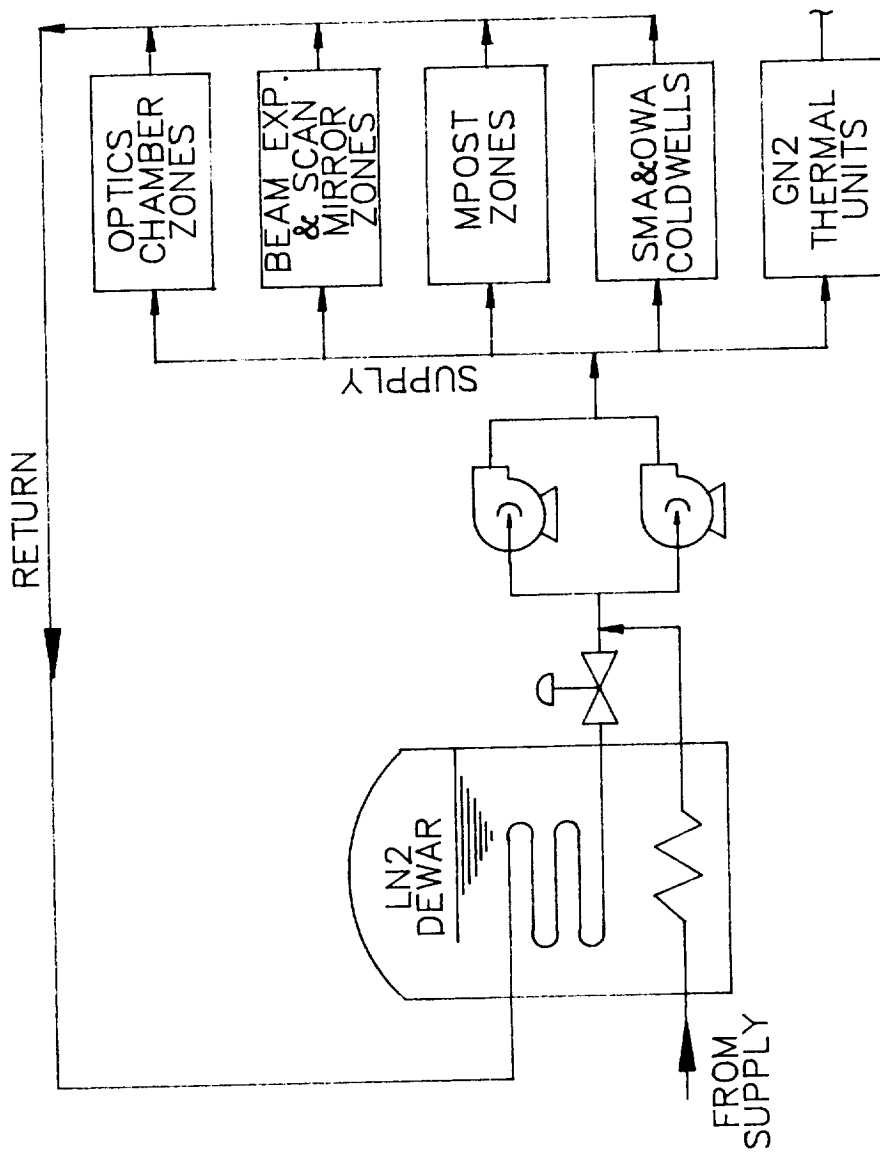 RETURN
OPTICS
CHAMBER
ZONES
BEAM EXP.
& SCAN
MIRROR
ZONES
MPOST
ZONES
SMA&OWA
COLDWELLS
GN2
THERMAL
UNITS
SUPPLY
LN2
DEWAR
FROM
SUPPLY